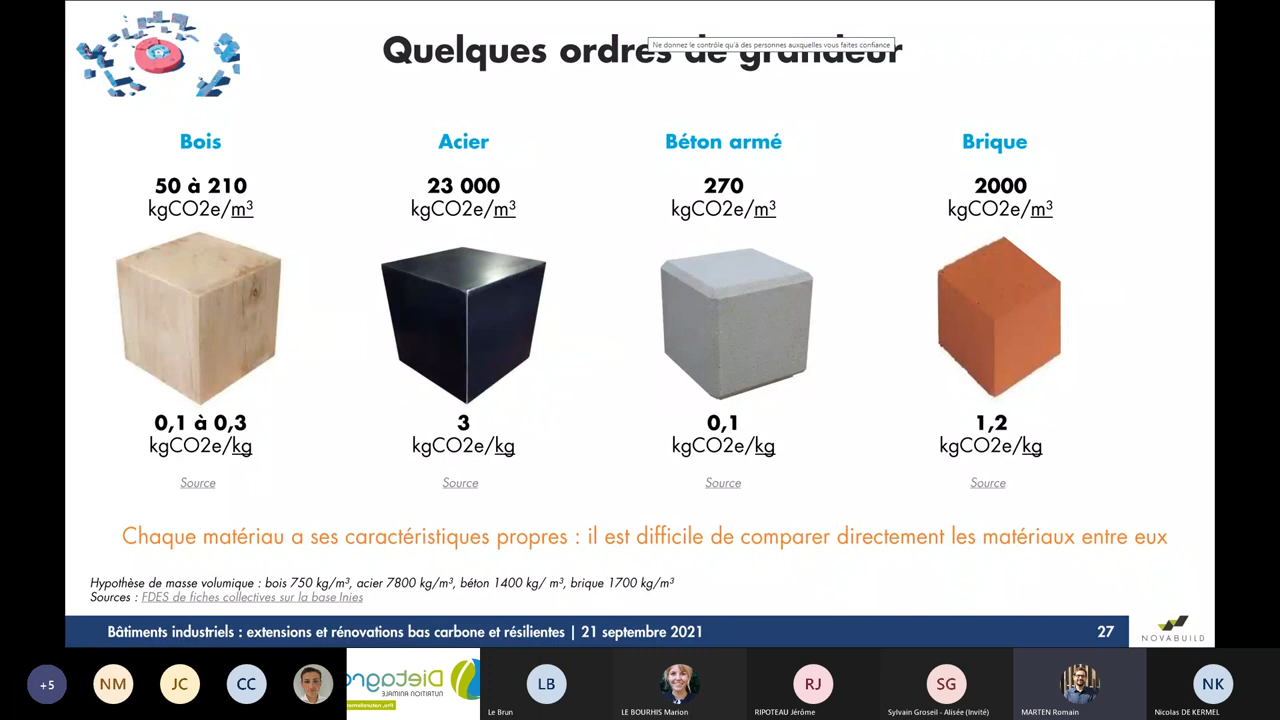 Quelques ordres de grandeur
Ne donnez le contrôle qu'à des personnes auxquelles vous faites confiance
Bois
50 à 210
kgCO2e/m³
0,1 à 0,3
kgCO2e/kg
Source
Acier
23 000
kgCO2e/m³
3
kgCO2e/kg
Source
Béton armé
270
kgCO2e/m³
0,1
kgCO2e/kg
Source
Brique
2000
kgCO2e/m³
1,2
kgCO2e/kg
Source
Chaque matériau a ses caractéristiques propres : il est difficile de comparer directement les matériaux entre eux
Hypothèse de masse volumique : bois 750 kg/m³, acier 7800 kg/m³, béton 1400 kg/ m³, brique 1700 kg/m³
Sources : FDES de fiches collectives sur la base Inies
Bâtiments industriels : extensions et rénovations bas carbone et résilientes | 21 septembre 2021
27
NOVABUILD
+5
NM
JC
CC
Dietagro
NUTRITION ANIMALE
LB
Le Brun
LE BOURHIS Marion
RJ
RIPOTEAU Jérôme
SG
Sylvain Groseil - Alisée (Invité)
MARTEN Romain
NK
Nicolas DE KERMEL